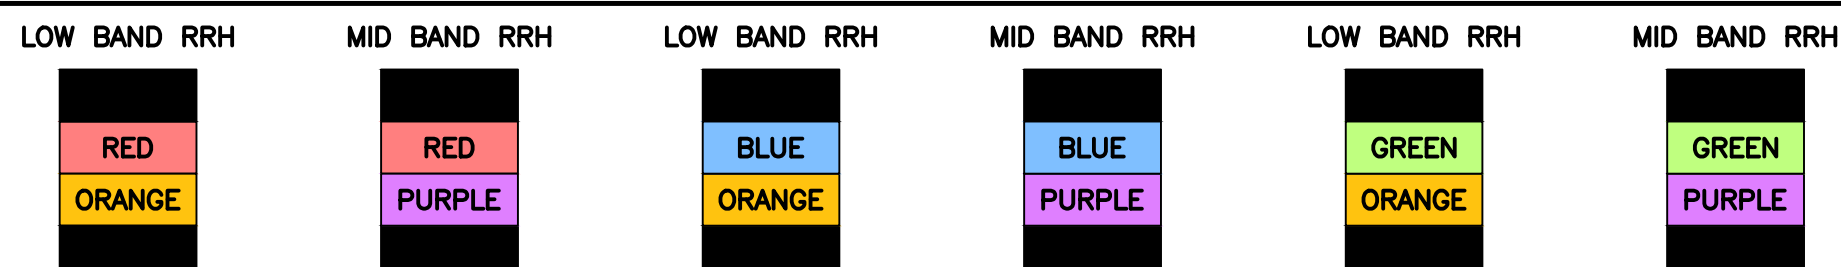 LOW BAND RRH MID BAND RRH LOW BAND RRH MID BAND RRH LOW BAND RRH MID BAND RRH
RED RED BLUE BLUE GREEN GREEN
ORANGE PURPLE ORANGE PURPLE ORANGE PURPLE